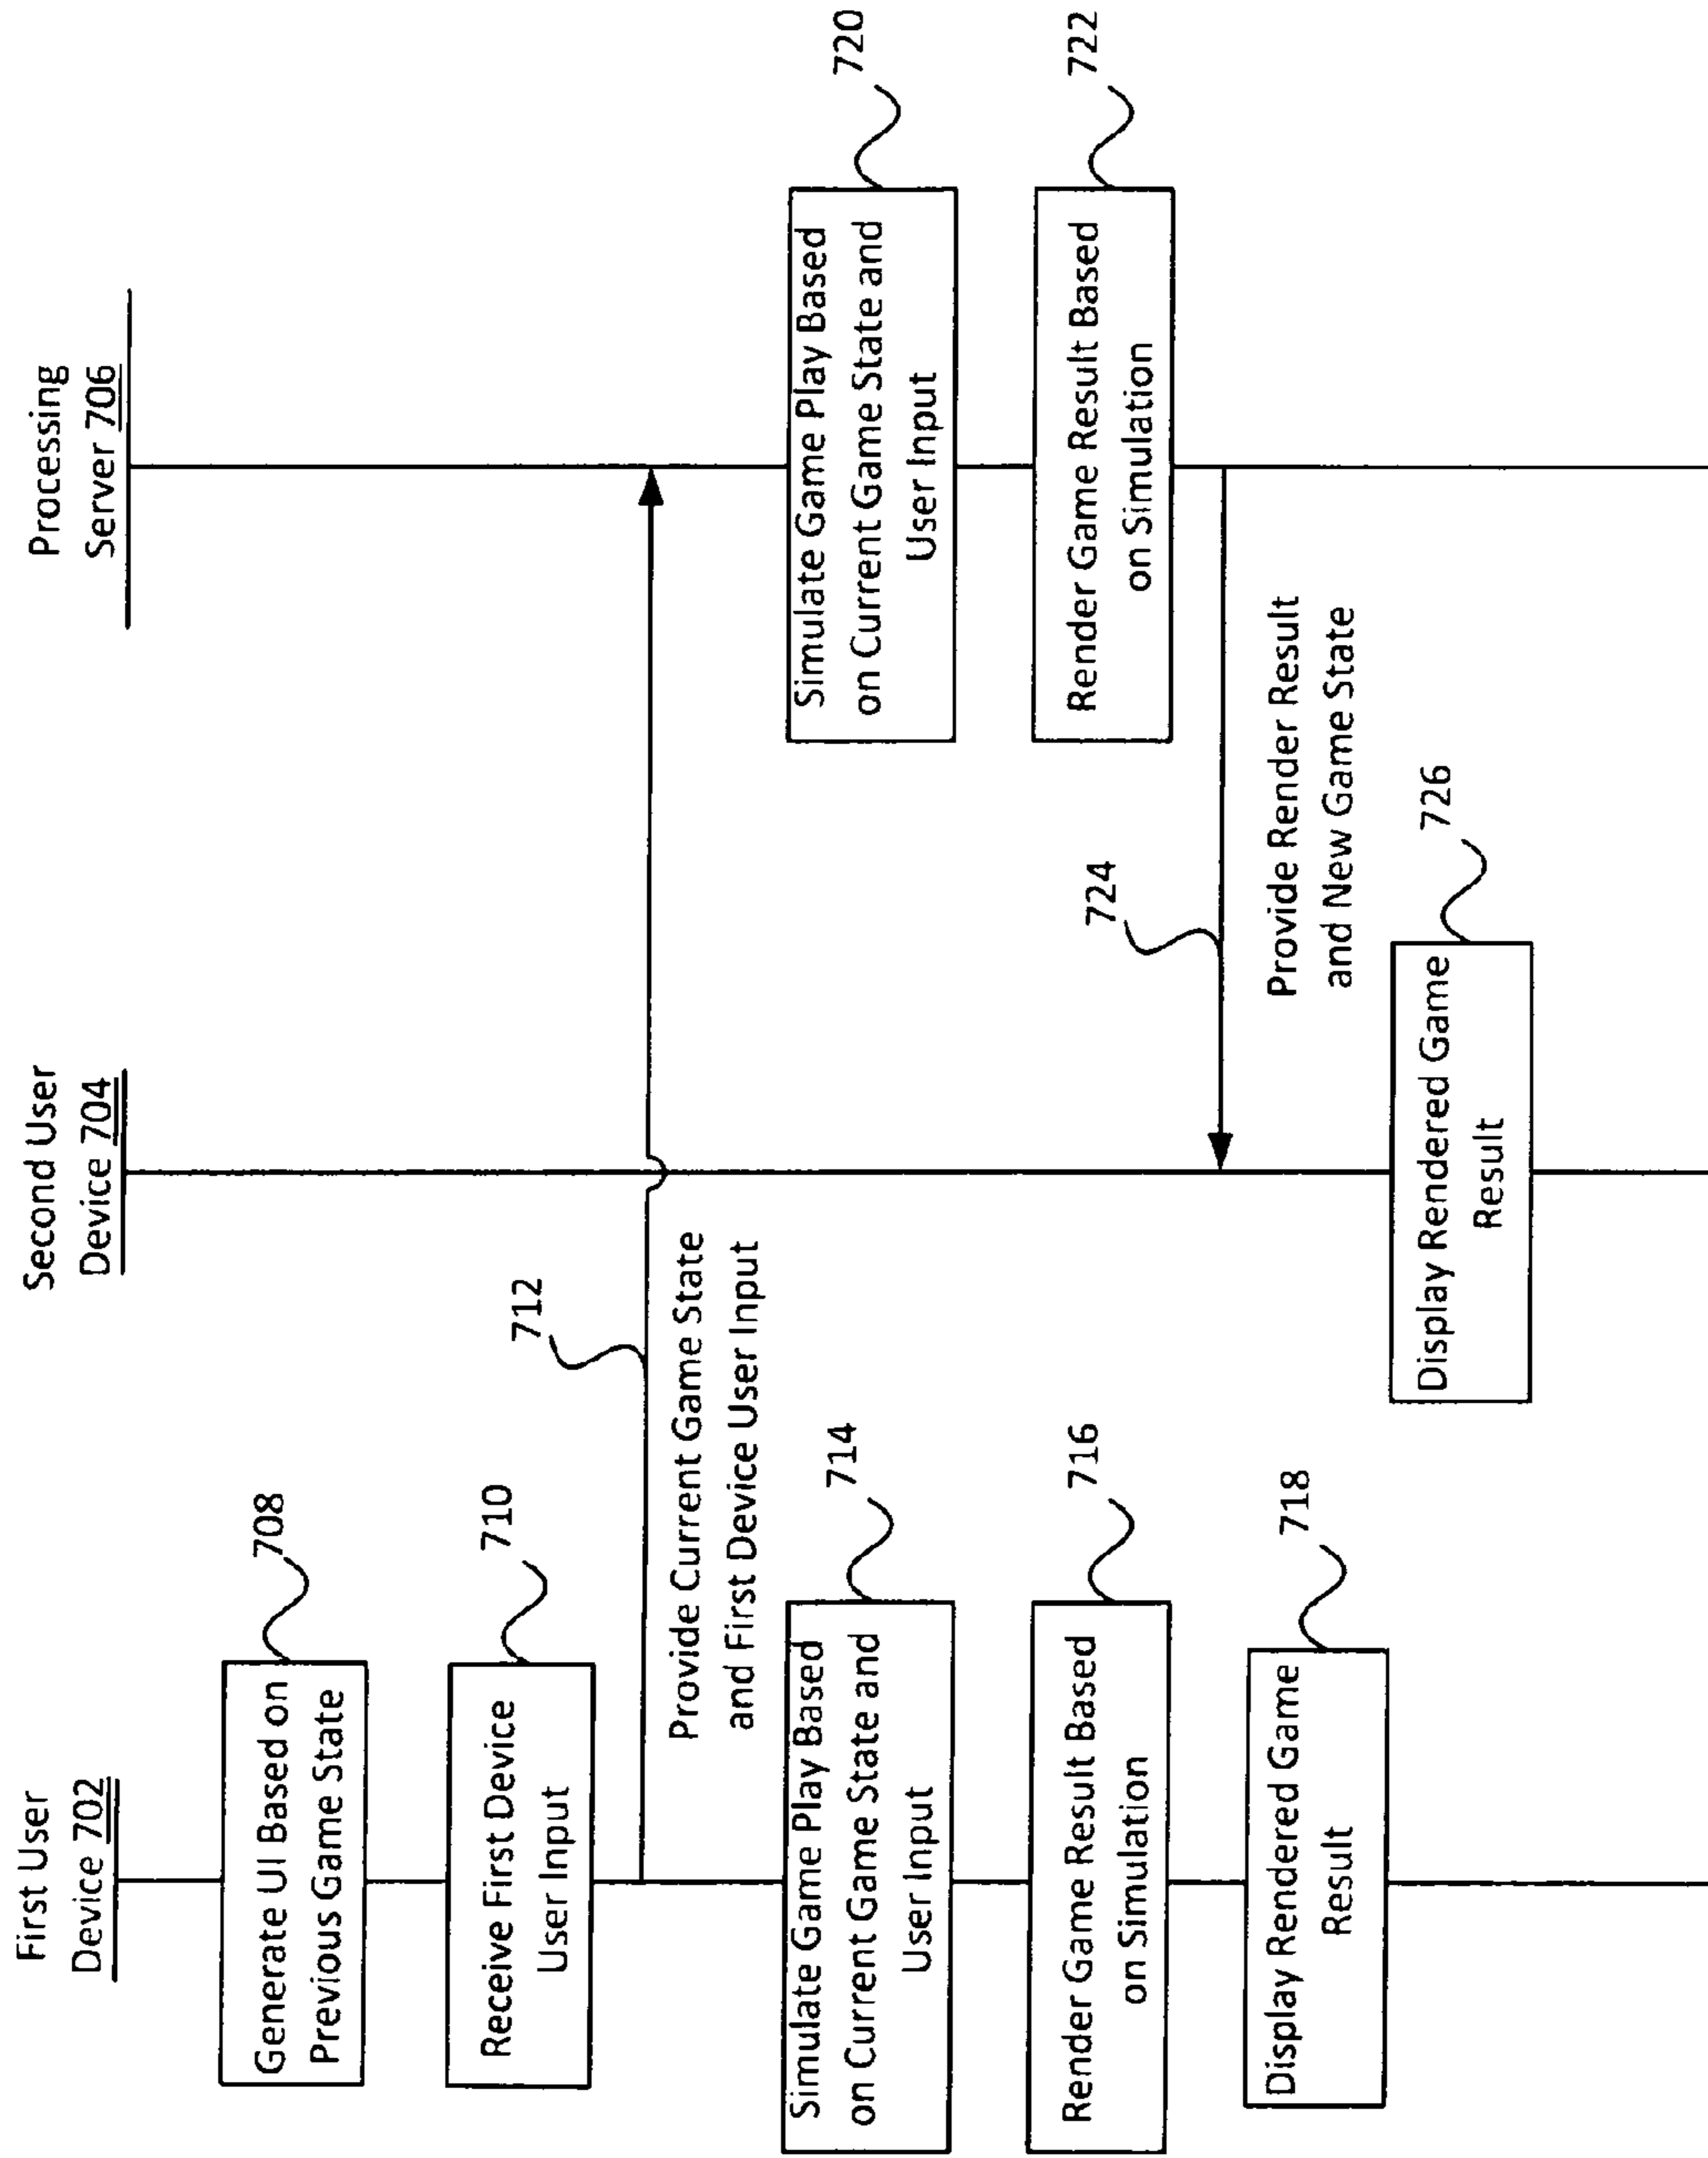 First User
Device 702
Second User
Device 704
Processing
Server 706
Generate UI Based on
Previous Game State
708
Receive First Device
User Input
710
712
Provide Current Game State
and First Device User Input
Simulate Game Play Based
on Current Game State and
User Input
714
Simulate Game Play Based
on Current Game State and
User Input
720
Render Game Result Based
on Simulation
716
Render Game Result Based
on Simulation
722
724
Provide Render Result
and New Game State
Display Rendered Game
Result
718
Display Rendered Game
Result
726